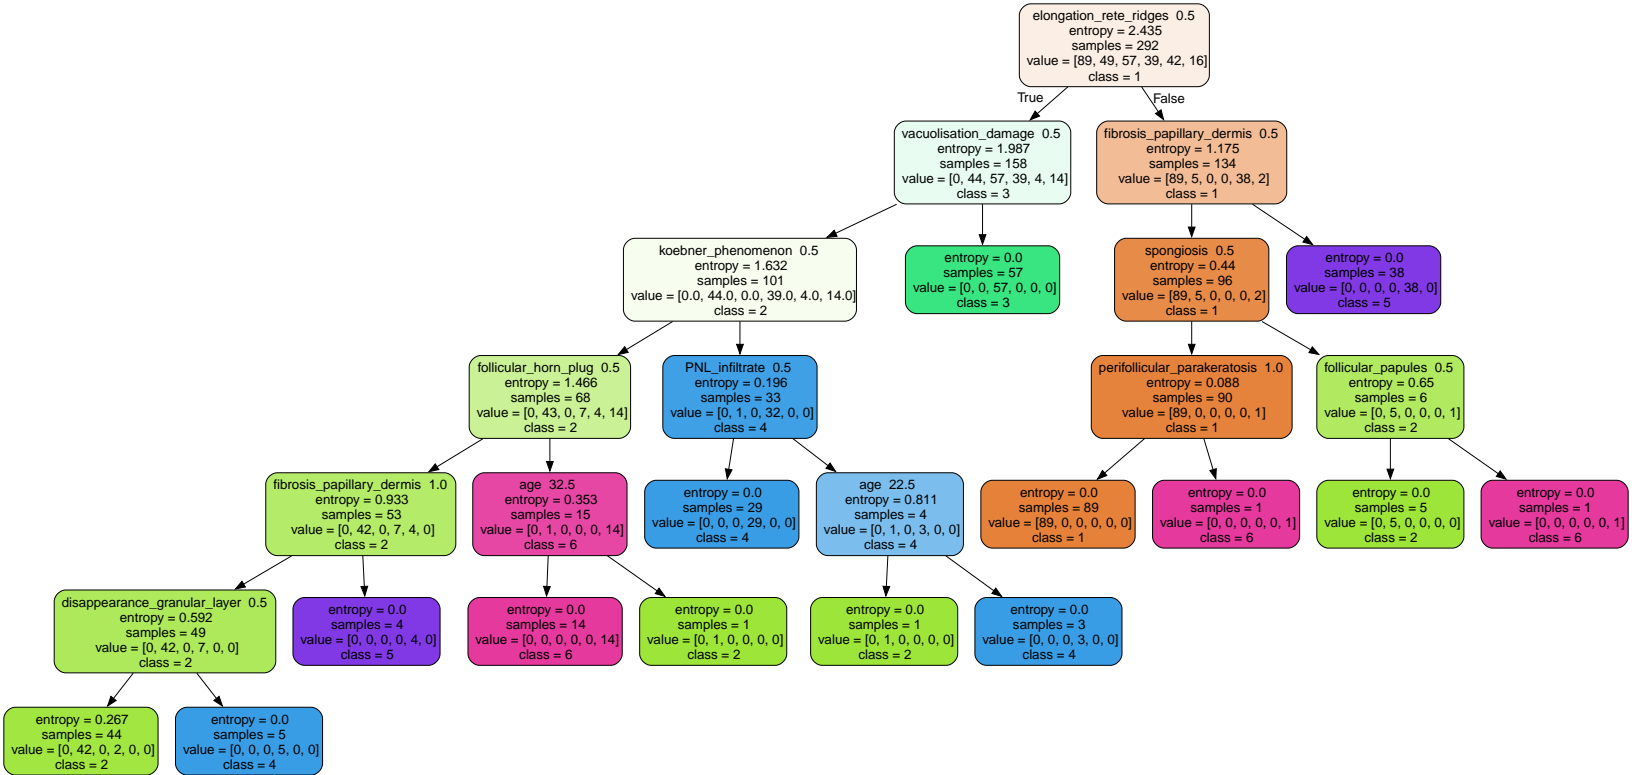 elongation_rete_ridges 0.5
entropy = 2.435
samples = 292
value = [89, 49, 57, 39, 42, 16]
class = 1
True
False
vacuolisation_damage 0.5
entropy = 1.987
samples = 158
value = [0, 44, 57, 39, 4, 14]
class = 3
fibrosis_papillary_dermis 0.5
entropy = 1.175
samples = 134
value = [89, 5, 0, 0, 38, 2]
class = 1
koebner_phenomenon 0.5
entropy = 1.632
samples = 101
value = [0.0, 44.0, 0.0, 39.0, 4.0, 14.0]
class = 2
entropy = 0.0
samples = 57
value = [0, 0, 57, 0, 0, 0]
class = 3
spongiosis 0.5
entropy = 0.44
samples = 96
value = [89, 5, 0, 0, 0, 2]
class = 1
entropy = 0.0
samples = 38
value = [0, 0, 0, 0, 38, 0]
class = 5
follicular_horn_plug 0.5
entropy = 1.466
samples = 68
value = [0, 43, 0, 7, 4, 14]
class = 2
PNL_infiltrate 0.5
entropy = 0.196
samples = 33
value = [0, 1, 0, 32, 0, 0]
class = 4
perifollicular_parakeratosis 1.0
entropy = 0.088
samples = 90
value = [89, 0, 0, 0, 0, 1]
class = 1
follicular_papules 0.5
entropy = 0.65
samples = 6
value = [0, 5, 0, 0, 0, 1]
class = 2
fibrosis_papillary_dermis 1.0
entropy = 0.933
samples = 53
value = [0, 42, 0, 7, 4, 0]
class = 2
age 32.5
entropy = 0.353
samples = 15
value = [0, 1, 0, 0, 0, 14]
class = 6
entropy = 0.0
samples = 29
value = [0, 0, 0, 29, 0, 0]
class = 4
age 22.5
entropy = 0.811
samples = 4
value = [0, 1, 0, 3, 0, 0]
class = 4
entropy = 0.0
samples = 89
value = [89, 0, 0, 0, 0, 0]
class = 1
entropy = 0.0
samples = 1
value = [0, 0, 0, 0, 0, 1]
class = 6
entropy = 0.0
samples = 5
value = [0, 5, 0, 0, 0, 0]
class = 2
entropy = 0.0
samples = 1
value = [0, 0, 0, 0, 0, 1]
class = 6
disappearance_granular_layer 0.5
entropy = 0.592
samples = 49
value = [0, 42, 0, 7, 0, 0]
class = 2
entropy = 0.0
samples = 4
value = [0, 0, 0, 0, 4, 0]
class = 5
entropy = 0.0
samples = 14
value = [0, 0, 0, 0, 0, 14]
class = 6
entropy = 0.0
samples = 1
value = [0, 1, 0, 0, 0, 0]
class = 2
entropy = 0.0
samples = 1
value = [0, 1, 0, 0, 0, 0]
class = 2
entropy = 0.0
samples = 3
value = [0, 0, 0, 3, 0, 0]
class = 4
entropy = 0.267
samples = 44
value = [0, 42, 0, 2, 0, 0]
class = 2
entropy = 0.0
samples = 5
value = [0, 0, 0, 5, 0, 0]
class = 4